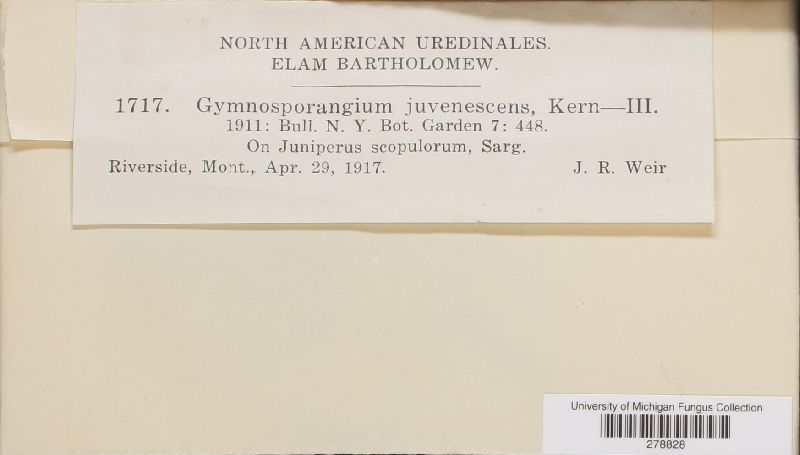 NORTH AMERICAN UREDINALES.
ELAM BARTHOLOMEW.
1717. Gymnosporangium juvenescens, Kern—III.
1911: Bull. N. Y. Bot. Garden 7: 448.
On Juniperus scopulorum, Sarg.
Riverside, Mont., Apr. 29, 1917. J. R. Weir
University of Michigan Fungus Collection
278828